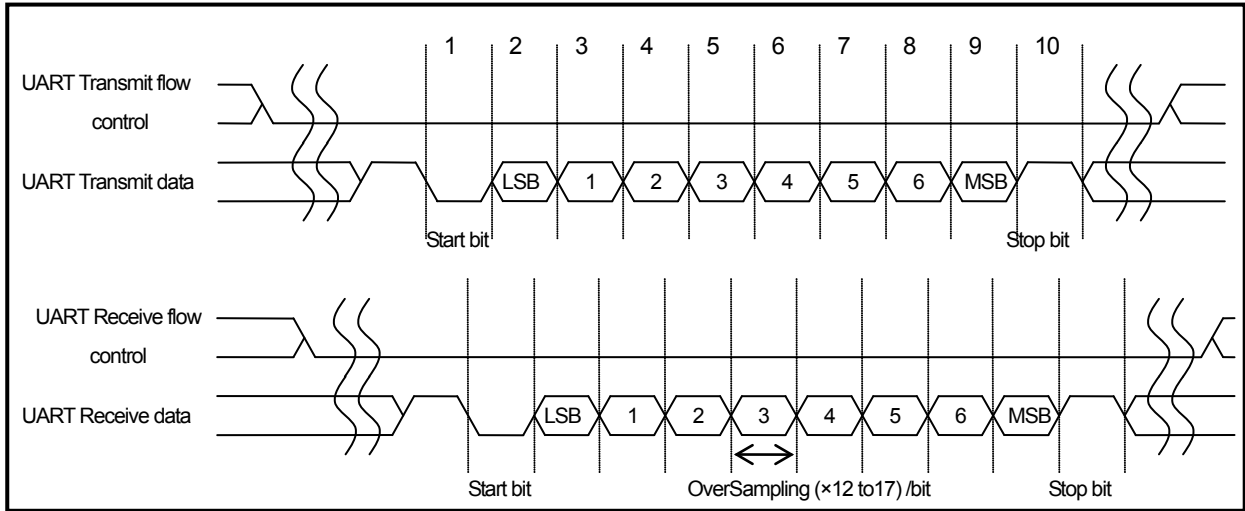 1 2 3 4 5 6 7 8 9 10
UART Transmit flow
control
UART Transmit data
LSB 1 2 3 4 5 6 MSB
Start bit Stop bit
UART Receive flow
control
UART Receive data
LSB 1 2 3 4 5 6 MSB
Start bit OverSampling (×12 to17) /bit Stop bit